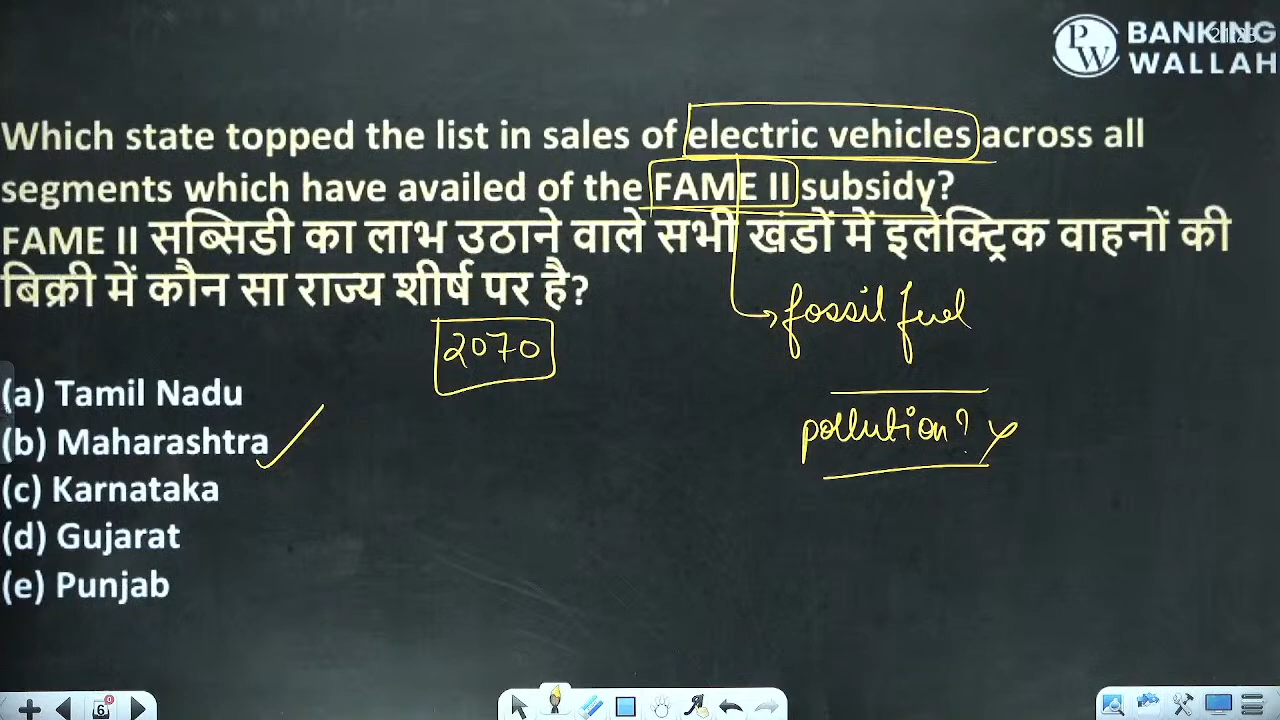 PW BANKING
WALLAH
Which state topped the list in sales of electric vehicles across all
segments which have availed of the FAME II subsidy?
FAME II सब्सिडी का लाभ उठाने वाले सभी खंडों में इलेक्ट्रिक वाहनों की
बिक्री में कौन सा राज्य शीर्ष पर है?
fossil fuel
2070
(a) Tamil Nadu
(b) Maharashtra
pollution?
(c) Karnataka
(d) Gujarat
(e) Punjab
6